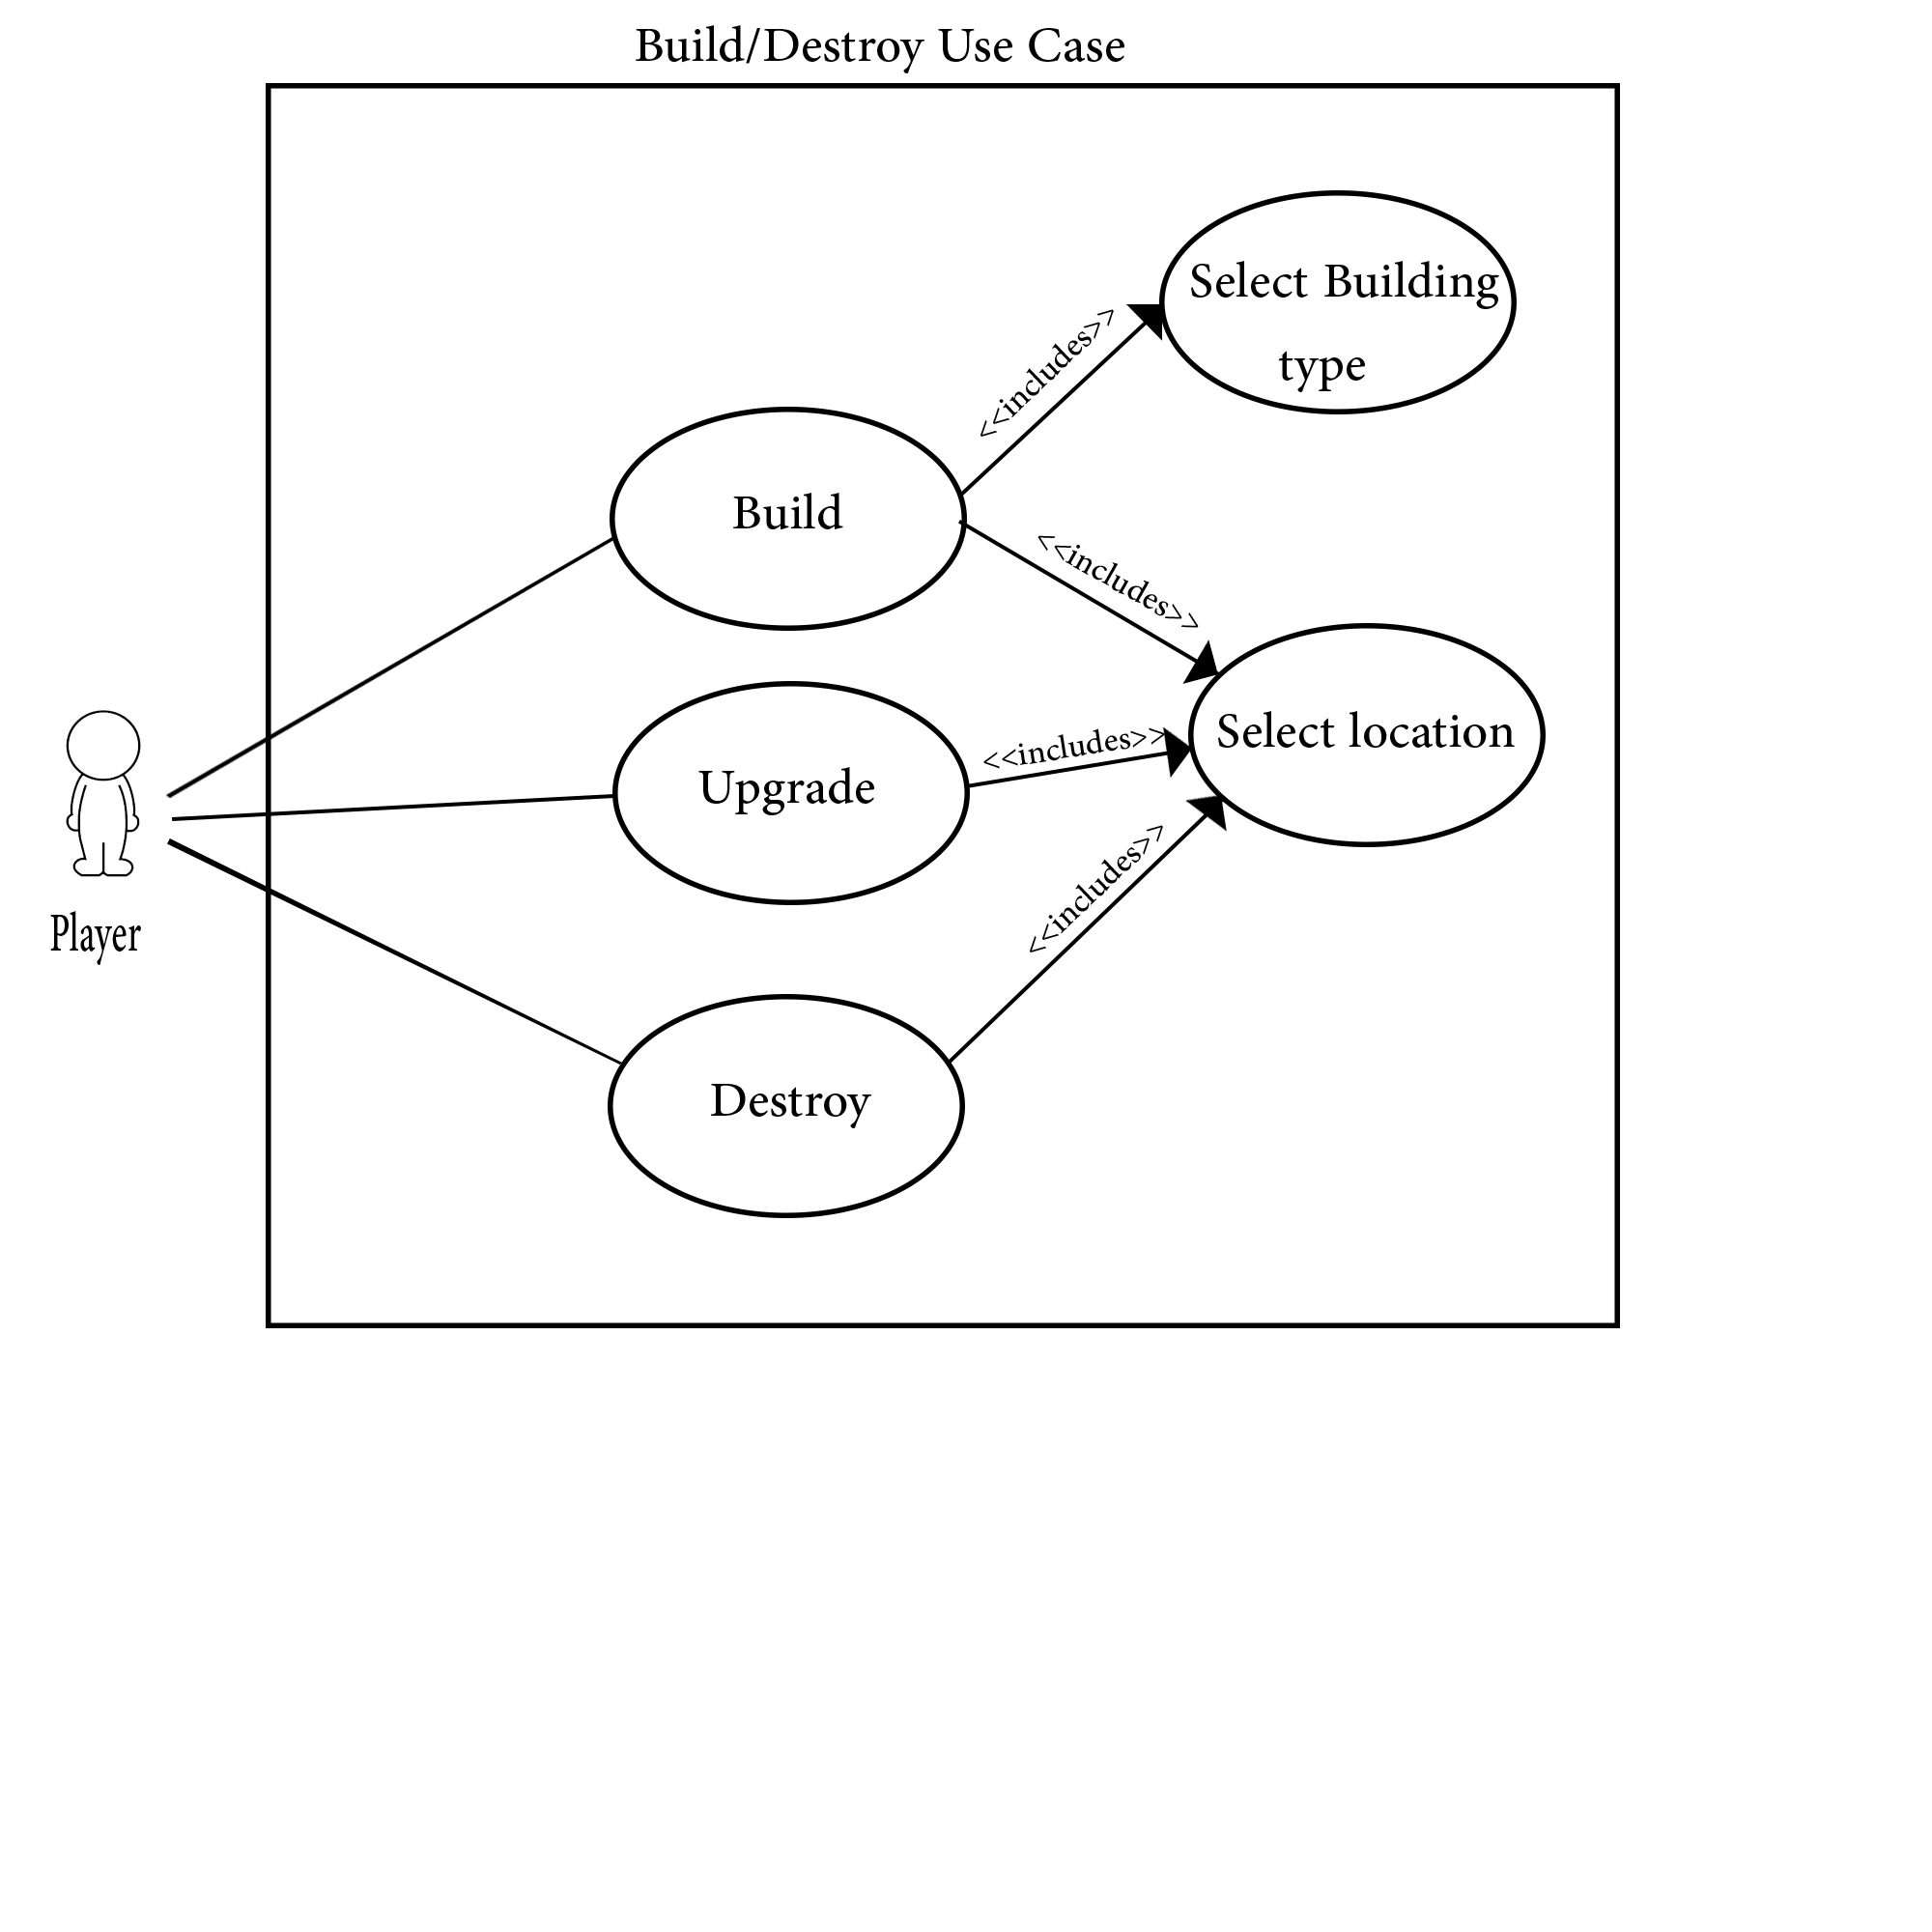 Build/Destroy Use Case
Select Building
type
<<includes>>
Build
<<includes>>
Select location
<<includes>>
Upgrade
<<includes>>
Player
Destroy